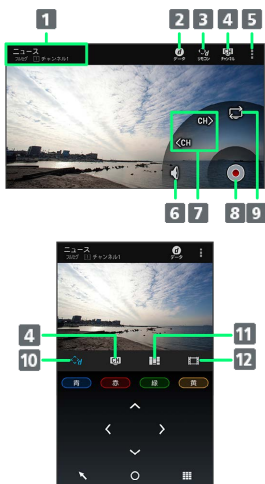 1
2
3
4
5
ニュース
フルセグ 1 チャンネル1
データ
リモコン
チャンネル
CH>
<CH
6
7
8
9
ニュース
フルセグ 1 チャンネル1
データ
4
11
10
12
青
赤
緑
黄